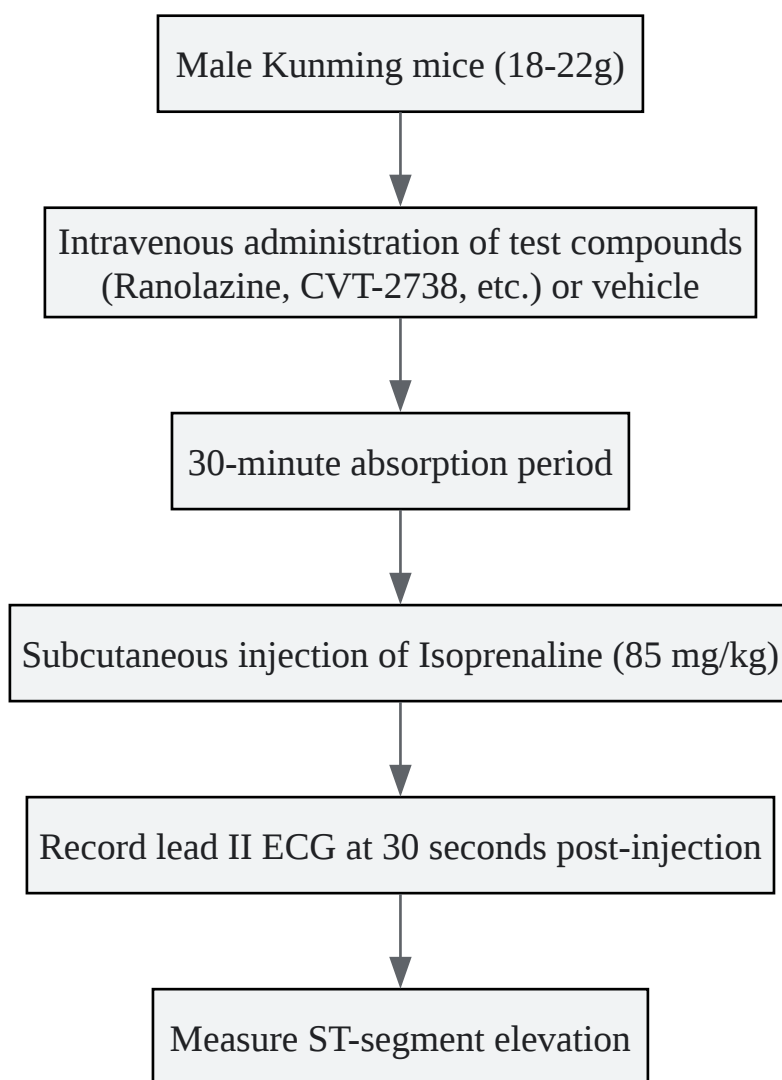 Male Kunming mice (18-22g)
Intravenous administration of test compounds
(Ranolazine, CVT-2738, etc.) or vehicle
30-minute absorption period
Subcutaneous injection of Isoprenaline (85 mg/kg)
Record lead II ECG at 30 seconds post-injection
Measure ST-segment elevation